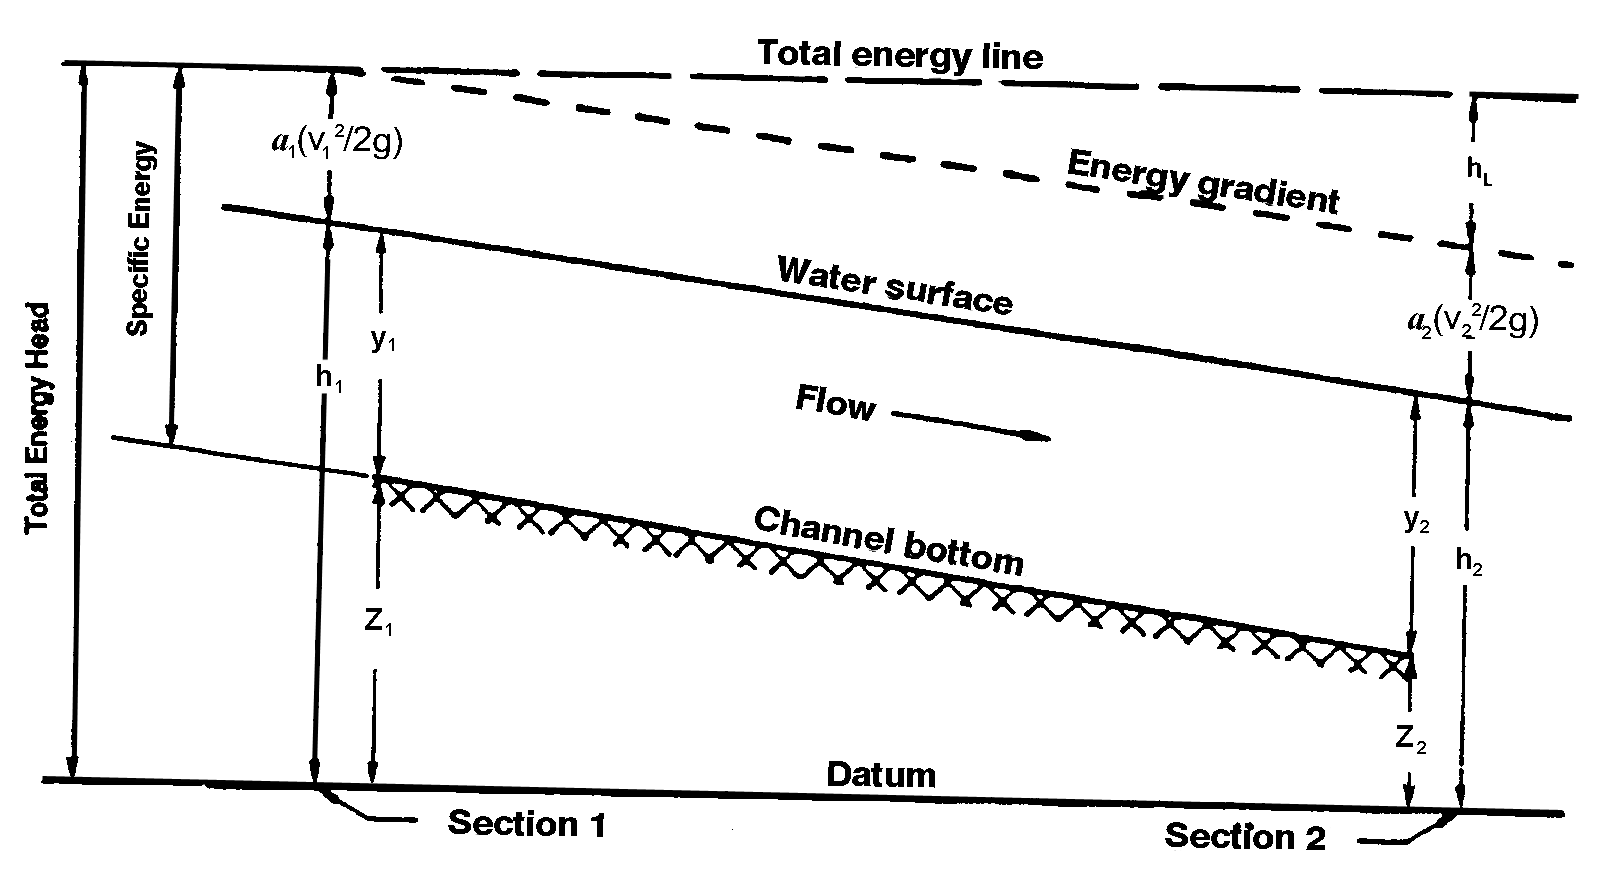 Total energy line
a₁(v₁²/2g)
Energy gradient
hL
Specific Energy
Water surface
a₂(v₂²/2g)
Total Energy Head
y₁
h₁
Flow
Channel bottom
y₂
h₂
Z₁
Z₂
Datum
Section 1
Section 2